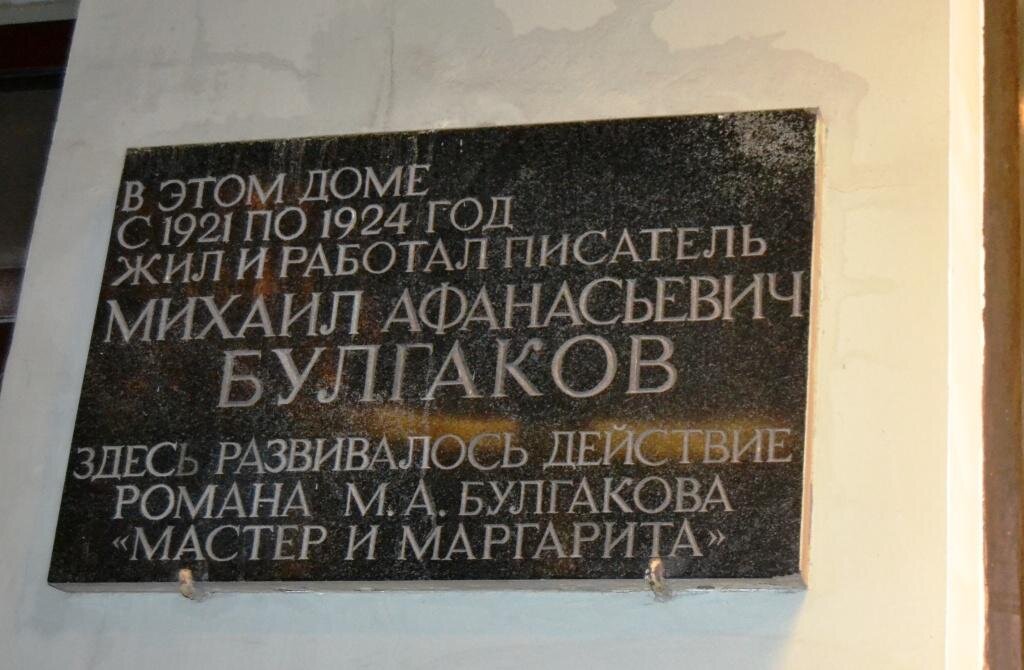 В ЭТОМ ДОМЕ
С 1921 ПО 1924 ГОД
ЖИЛ И РАБОТАЛ ПИСАТЕЛЬ
МИХАИЛ АФАНАСЬЕВИЧ
БУЛГАКОВ
ЗДЕСЬ РАЗВИВАЛОСЬ ДЕЙСТВИЕ
РОМАНА М. А. БУЛГАКОВА
«МАСТЕР И МАРГАРИТА»